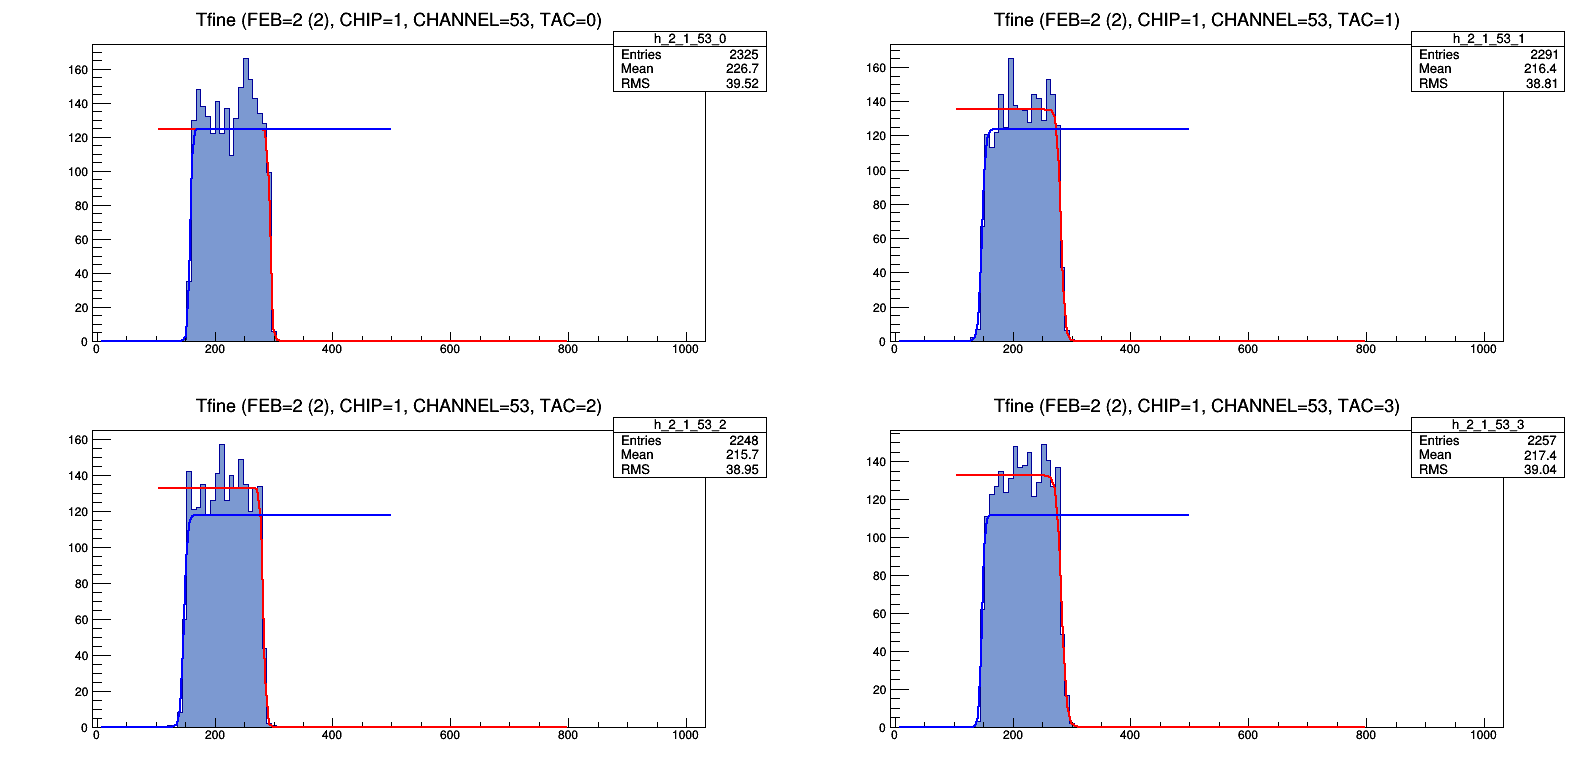 Tfine (FEB=2 (2), CHIP=1, CHANNEL=53, TAC=0)
h_2_1_53_0
Entries 2325
Mean 226.7
RMS 39.52
160
140
120
100
80
60
40
20
0
0 200 400 600 800 1000
Tfine (FEB=2 (2), CHIP=1, CHANNEL=53, TAC=1)
h_2_1_53_1
Entries 2291
Mean 216.4
RMS 38.81
160
140
120
100
80
60
40
20
0
0 200 400 600 800 1000
Tfine (FEB=2 (2), CHIP=1, CHANNEL=53, TAC=2)
h_2_1_53_2
Entries 2248
Mean 215.7
RMS 38.95
160
140
120
100
80
60
40
20
0
0 200 400 600 800 1000
Tfine (FEB=2 (2), CHIP=1, CHANNEL=53, TAC=3)
h_2_1_53_3
Entries 2257
Mean 217.4
RMS 39.04
140
120
100
80
60
40
20
0
0 200 400 600 800 1000